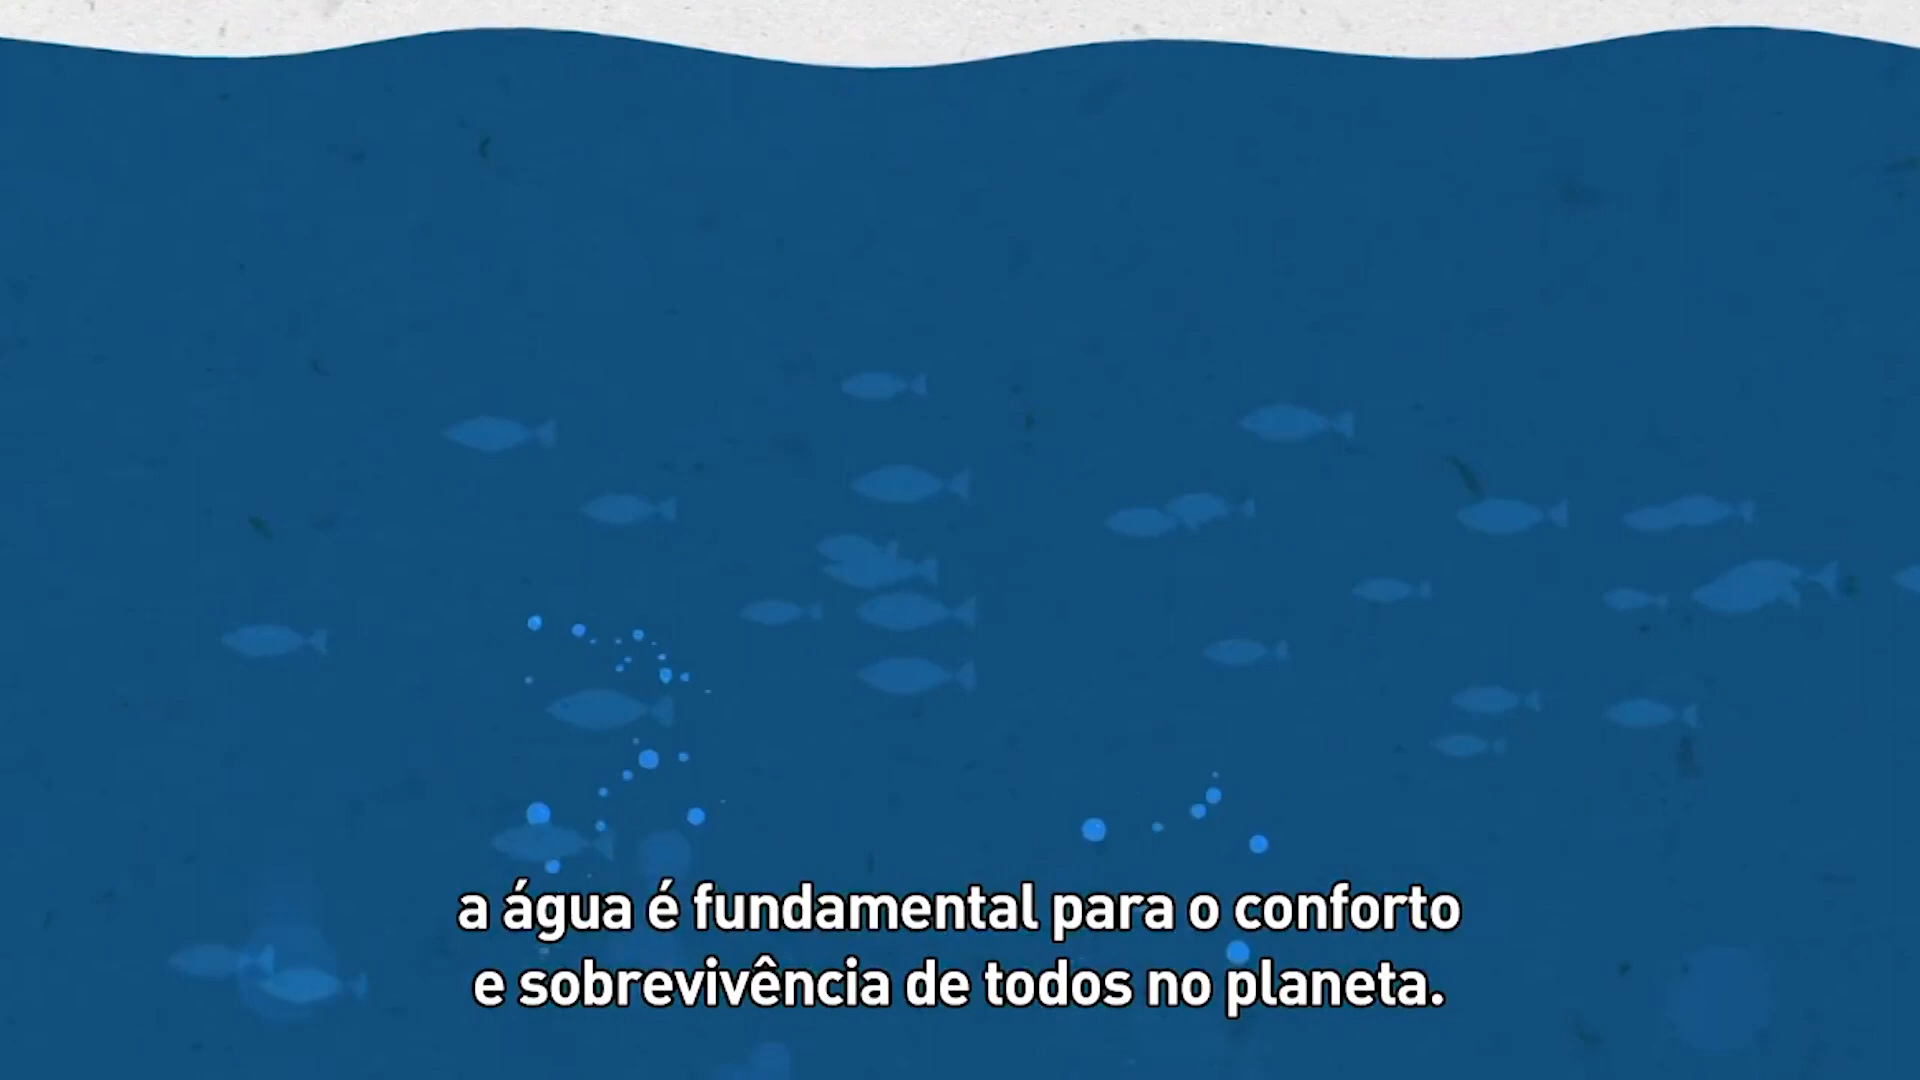 a água é fundamental para o conforto
e sobrevivência de todos no planeta.